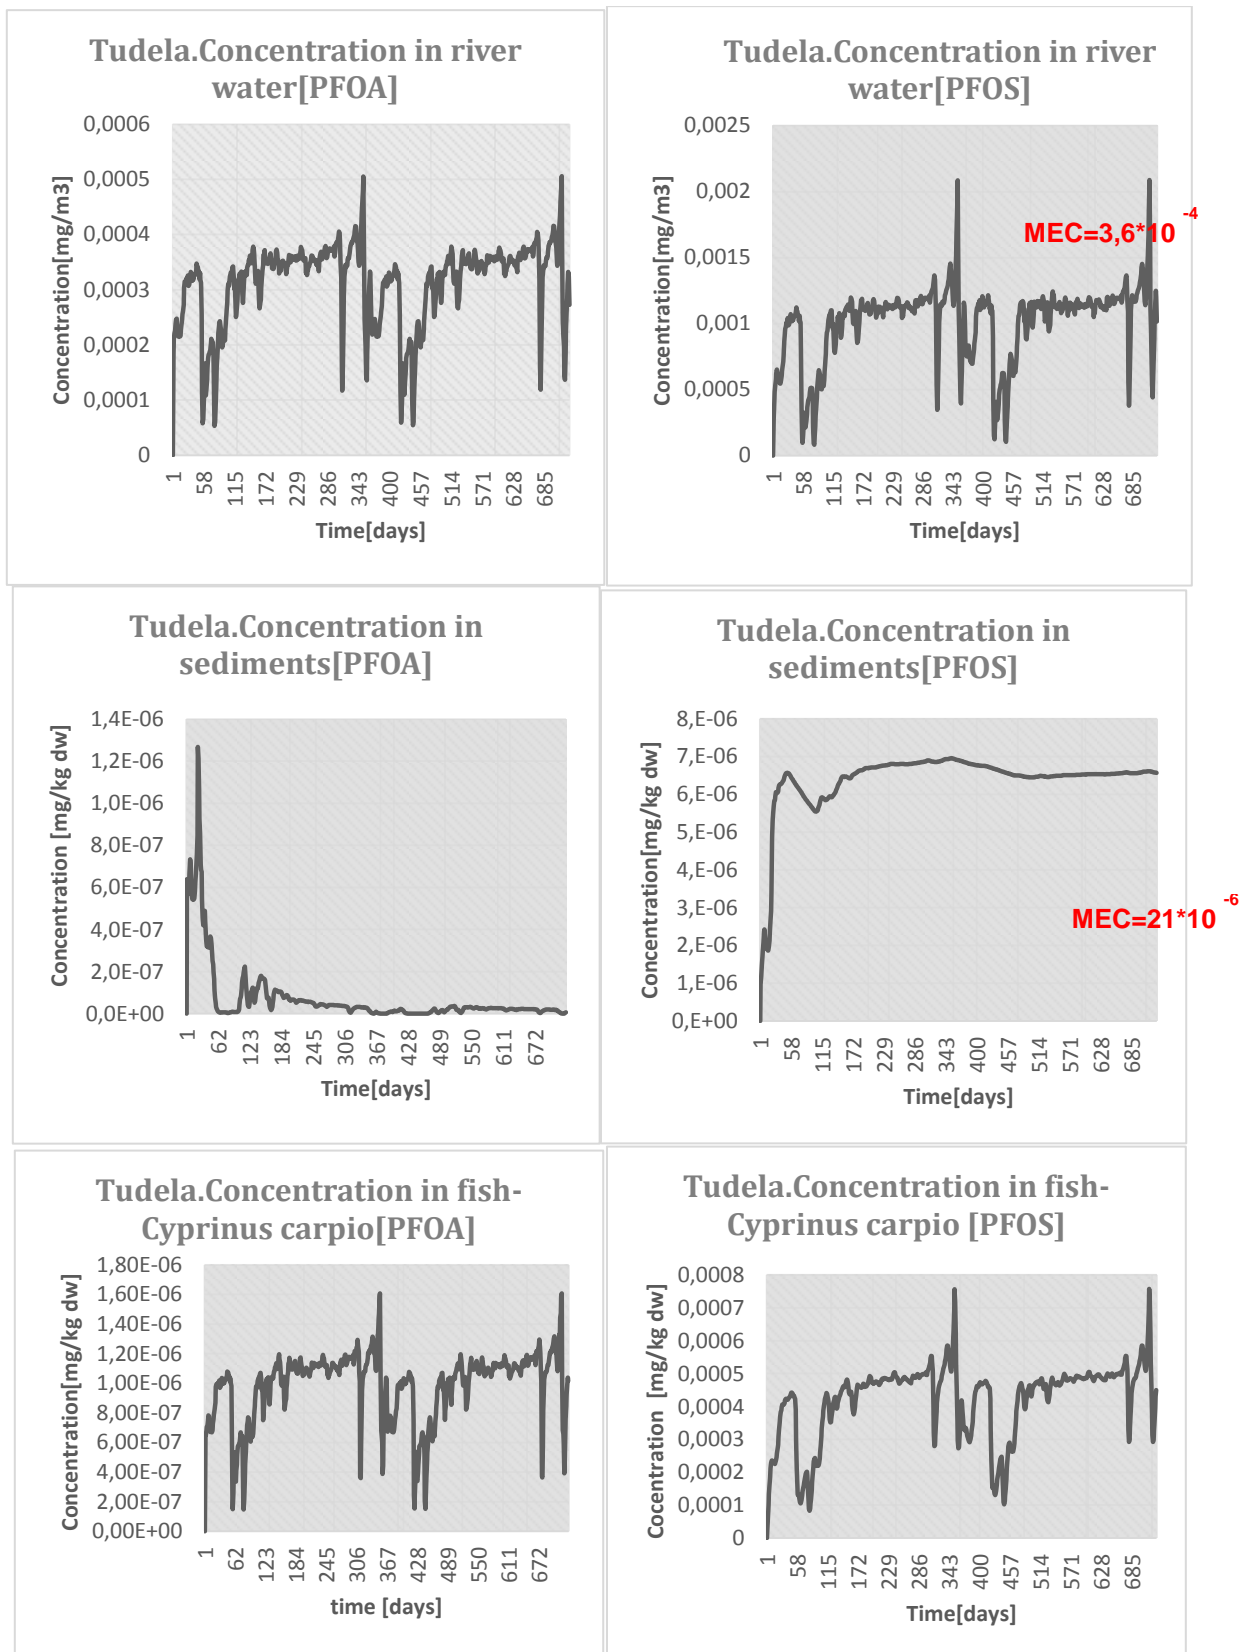 Tudela.Concentration in river
water[PFOA]
Concentration[mg/m3]
0,0006
0,0005
0,0004
0,0003
0,0002
0,0001
0
1 58 115 172 229 286 343 400 457 514 571 628 685
Time[days]
Tudela.Concentration in river
water[PFOS]
Concentration[mg/m3]
0,0025
0,002
0,0015
0,001
0,0005
0
MEC=3,6*10 -4
1 58 115 172 229 286 343 400 457 514 571 628 685
Time[days]
Tudela.Concentration in
sediments[PFOA]
Concentration [mg/kg dw]
1,4E-06
1,2E-06
1,0E-06
8,0E-07
6,0E-07
4,0E-07
2,0E-07
0,0E+00
1 62 123 184 245 306 367 428 489 550 611 672
Time[days]
Tudela.Concentration in
sediments[PFOS]
Concentration[mg/kg dw]
8,E-06
7,E-06
6,E-06
5,E-06
4,E-06
3,E-06
2,E-06
1,E-06
0,E+00
MEC=21*10 -6
1 58 115 172 229 286 343 400 457 514 571 628 685
Time[days]
Tudela.Concentration in fish-
Cyprinus carpio[PFOA]
Concentration[mg/kg dw]
1,80E-06
1,60E-06
1,40E-06
1,20E-06
1,00E-06
8,00E-07
6,00E-07
4,00E-07
2,00E-07
0,00E+00
1 62 123 184 245 306 367 428 489 550 611 672
time [days]
Tudela.Concentration in fish-
Cyprinus carpio [PFOS]
Cocentration [mg/kg dw]
0,0008
0,0007
0,0006
0,0005
0,0004
0,0003
0,0002
0,0001
0
1 58 115 172 229 286 343 400 457 514 571 628 685
Time[days]